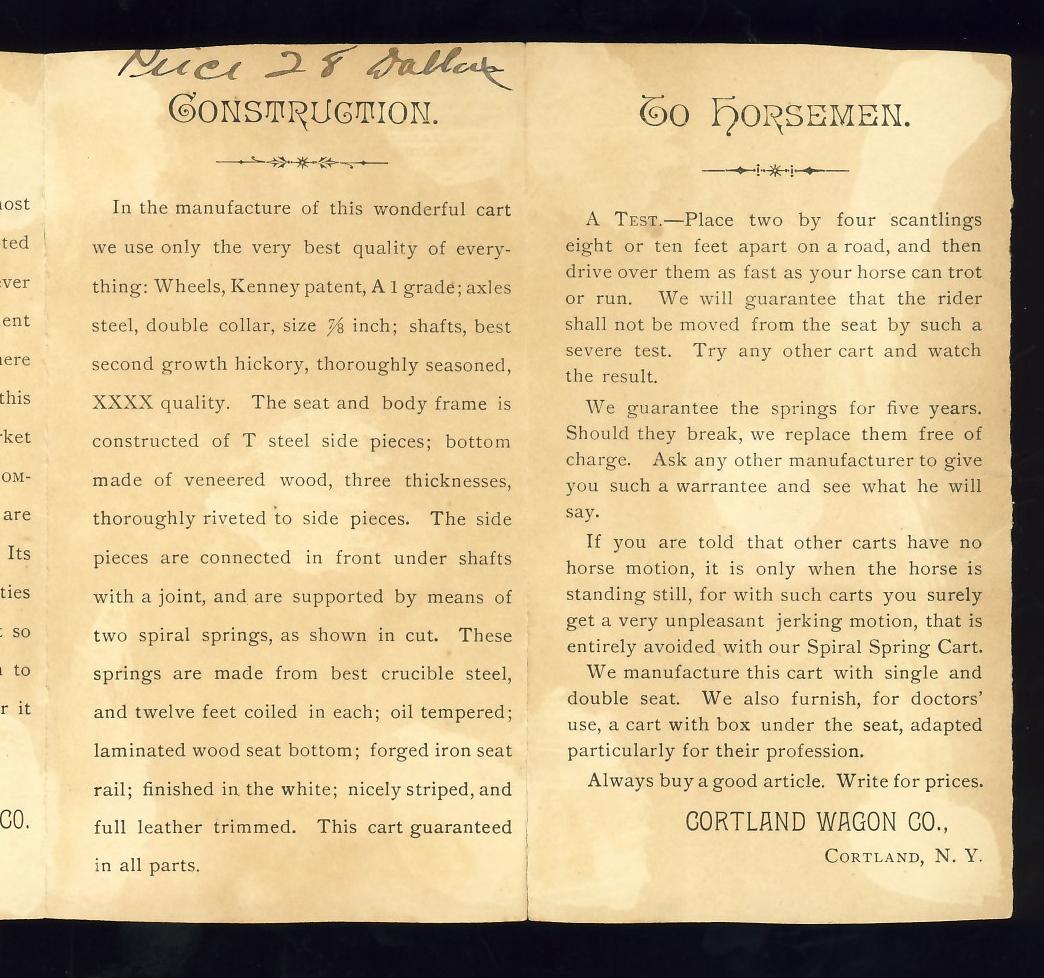 ost
ted
ver
ent
here
this
rket
OM-
are
Its
ties
so
to
r it
CO.
Price 28 Dollars
CONSTRUCTION.
In the manufacture of this wonderful cart
we use only the very best quality of every-
thing: Wheels, Kenney patent, A 1 grade; axles
steel, double collar, size ⅞ inch; shafts, best
second growth hickory, thoroughly seasoned,
XXXX quality. The seat and body frame is
constructed of T steel side pieces; bottom
made of veneered wood, three thicknesses,
thoroughly riveted to side pieces. The side
pieces are connected in front under shafts
with a joint, and are supported by means of
two spiral springs, as shown in cut. These
springs are made from best crucible steel,
and twelve feet coiled in each; oil tempered;
laminated wood seat bottom; forged iron seat
rail; finished in the white; nicely striped, and
full leather trimmed. This cart guaranteed
in all parts.
TO HORSEMEN.
A TEST.—Place two by four scantlings
eight or ten feet apart on a road, and then
drive over them as fast as your horse can trot
or run. We will guarantee that the rider
shall not be moved from the seat by such a
severe test. Try any other cart and watch
the result.
We guarantee the springs for five years.
Should they break, we replace them free of
charge. Ask any other manufacturer to give
you such a warrantee and see what he will
say.
If you are told that other carts have no
horse motion, it is only when the horse is
standing still, for with such carts you surely
get a very unpleasant jerking motion, that is
entirely avoided with our Spiral Spring Cart.
We manufacture this cart with single and
double seat. We also furnish, for doctors'
use, a cart with box under the seat, adapted
particularly for their profession.
Always buy a good article. Write for prices.
CORTLAND WAGON CO.,
CORTLAND, N. Y.